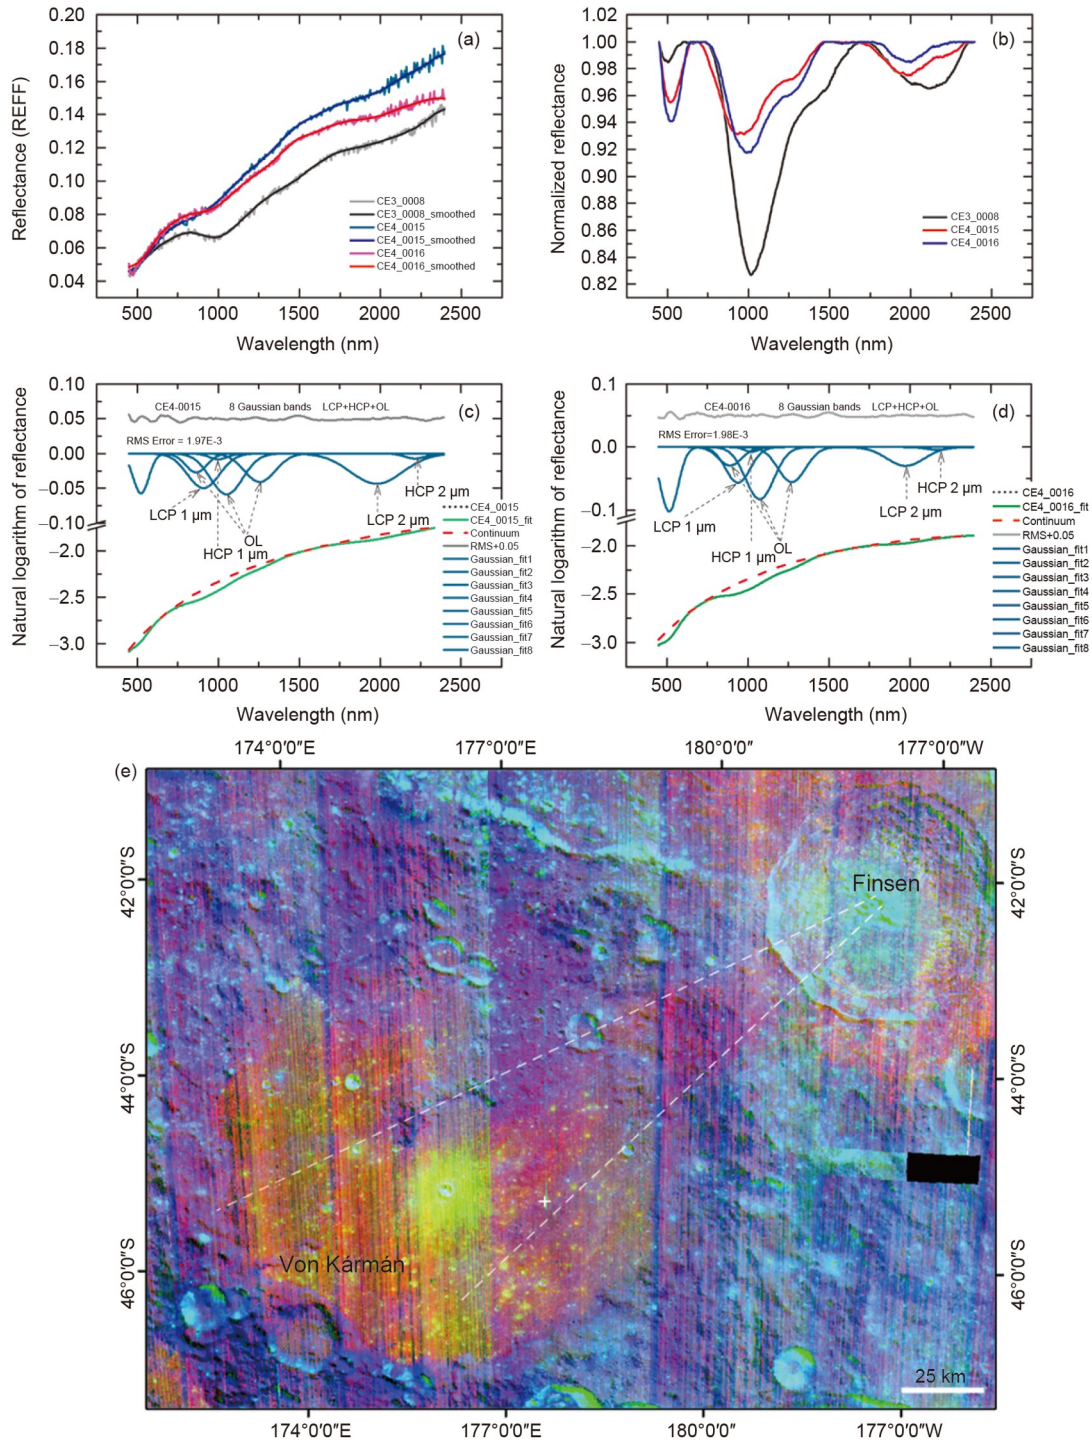 (a)
0.20
0.18
0.16
0.14
0.12
0.10
0.08
0.06
0.04
Reflectance (REFF)
CE3_0008
CE3_0008_smoothed
CE4_0015
CE4_0015_smoothed
CE4_0016
CE4_0016_smoothed
500 1000 1500 2000 2500
Wavelength (nm)
(b)
1.02
1.00
0.98
0.96
0.94
0.92
0.90
0.88
0.86
0.84
0.82
Normalized reflectance
CE3_0008
CE4_0015
CE4_0016
500 1000 1500 2000 2500
Wavelength (nm)
(c)
0.10
0.05
0.00
−0.05
−0.10
−2.0
−2.5
−3.0
Natural logarithm of reflectance
CE4-0015 8 Gaussian bands LCP+HCP+OL
RMS Error = 1.97E-3
LCP 1 μm
HCP 1 μm
OL
LCP 2 μm
HCP 2 μm
CE4_0015
CE4_0015_fit
Continuum
RMS+0.05
Gaussian_fit1
Gaussian_fit2
Gaussian_fit3
Gaussian_fit4
Gaussian_fit5
Gaussian_fit6
Gaussian_fit7
Gaussian_fit8
500 1000 1500 2000 2500
Wavelength (nm)
(d)
0.1
0.0
−0.1
−2.0
−2.5
−3.0
Natural logarithm of reflectance
CE4-0016 8 Gaussian bands LCP+HCP+OL
RMS Error=1.98E-3
LCP 1 μm
HCP 1 μm
OL
LCP 2 μm
HCP 2 μm
CE4_0016
CE4_0016_fit
Continuum
RMS+0.05
Gaussian_fit1
Gaussian_fit2
Gaussian_fit3
Gaussian_fit4
Gaussian_fit5
Gaussian_fit6
Gaussian_fit7
Gaussian_fit8
500 1000 1500 2000 2500
Wavelength (nm)
(e)
174°0′0″E 177°0′0″E 180°0′0″ 177°0′0″W
42°0′0″S
44°0′0″S
46°0′0″S
Finsen
Von Kármán
25 km
42°0′0″S
44°0′0″S
46°0′0″S
174°0′0″E 177°0′0″E 180°0′0″ 177°0′0″W